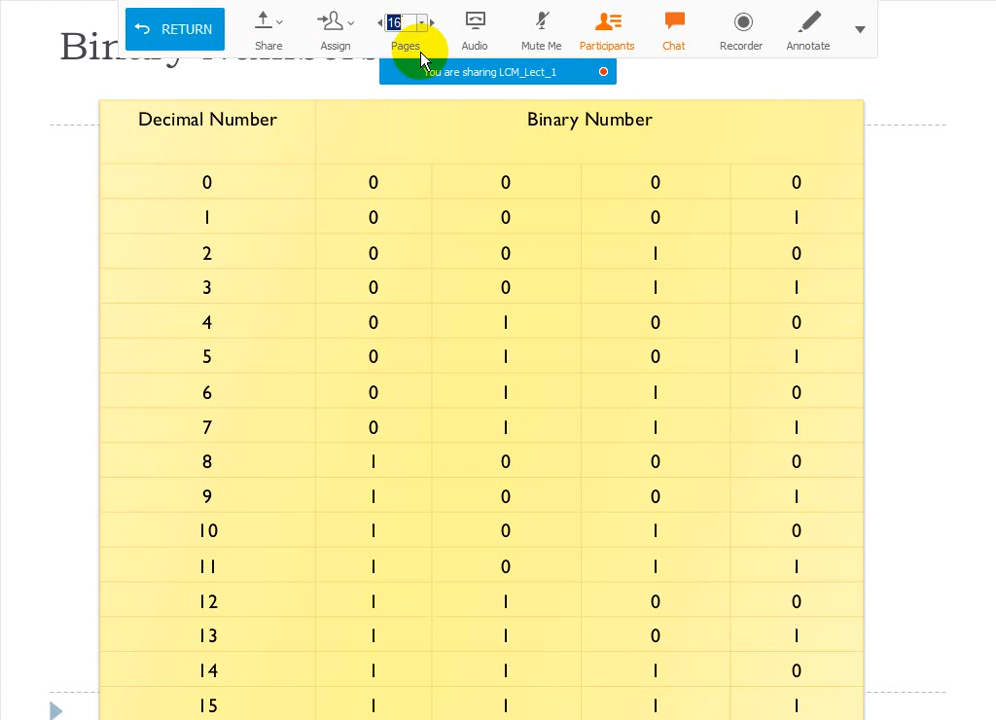 Binary Numbers
RETURN
Share
Assign
16
Pages
Audio
Mute Me
Participants
Chat
Recorder
Annotate
You are sharing LCM_Lect_1
Decimal Number Binary Number
0 0 0 0 0
1 0 0 0 1
2 0 0 1 0
3 0 0 1 1
4 0 1 0 0
5 0 1 0 1
6 0 1 1 0
7 0 1 1 1
8 1 0 0 0
9 1 0 0 1
10 1 0 1 0
11 1 0 1 1
12 1 1 0 0
13 1 1 0 1
14 1 1 1 0
15 1 1 1 1